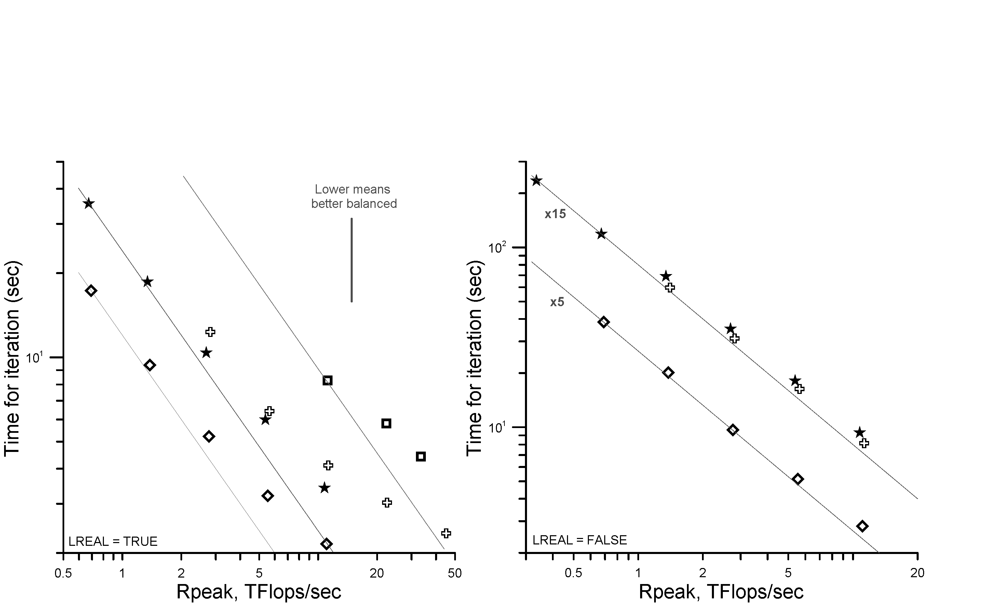 Lower means
better balanced
Time for iteration (sec)
10¹
LREAL = TRUE
0.5 1 2 5 20 50
Rpeak, TFlops/sec
x15
x5
Time for iteration (sec)
10²
10¹
LREAL = FALSE
0.5 1 2 5 20
Rpeak, TFlops/sec